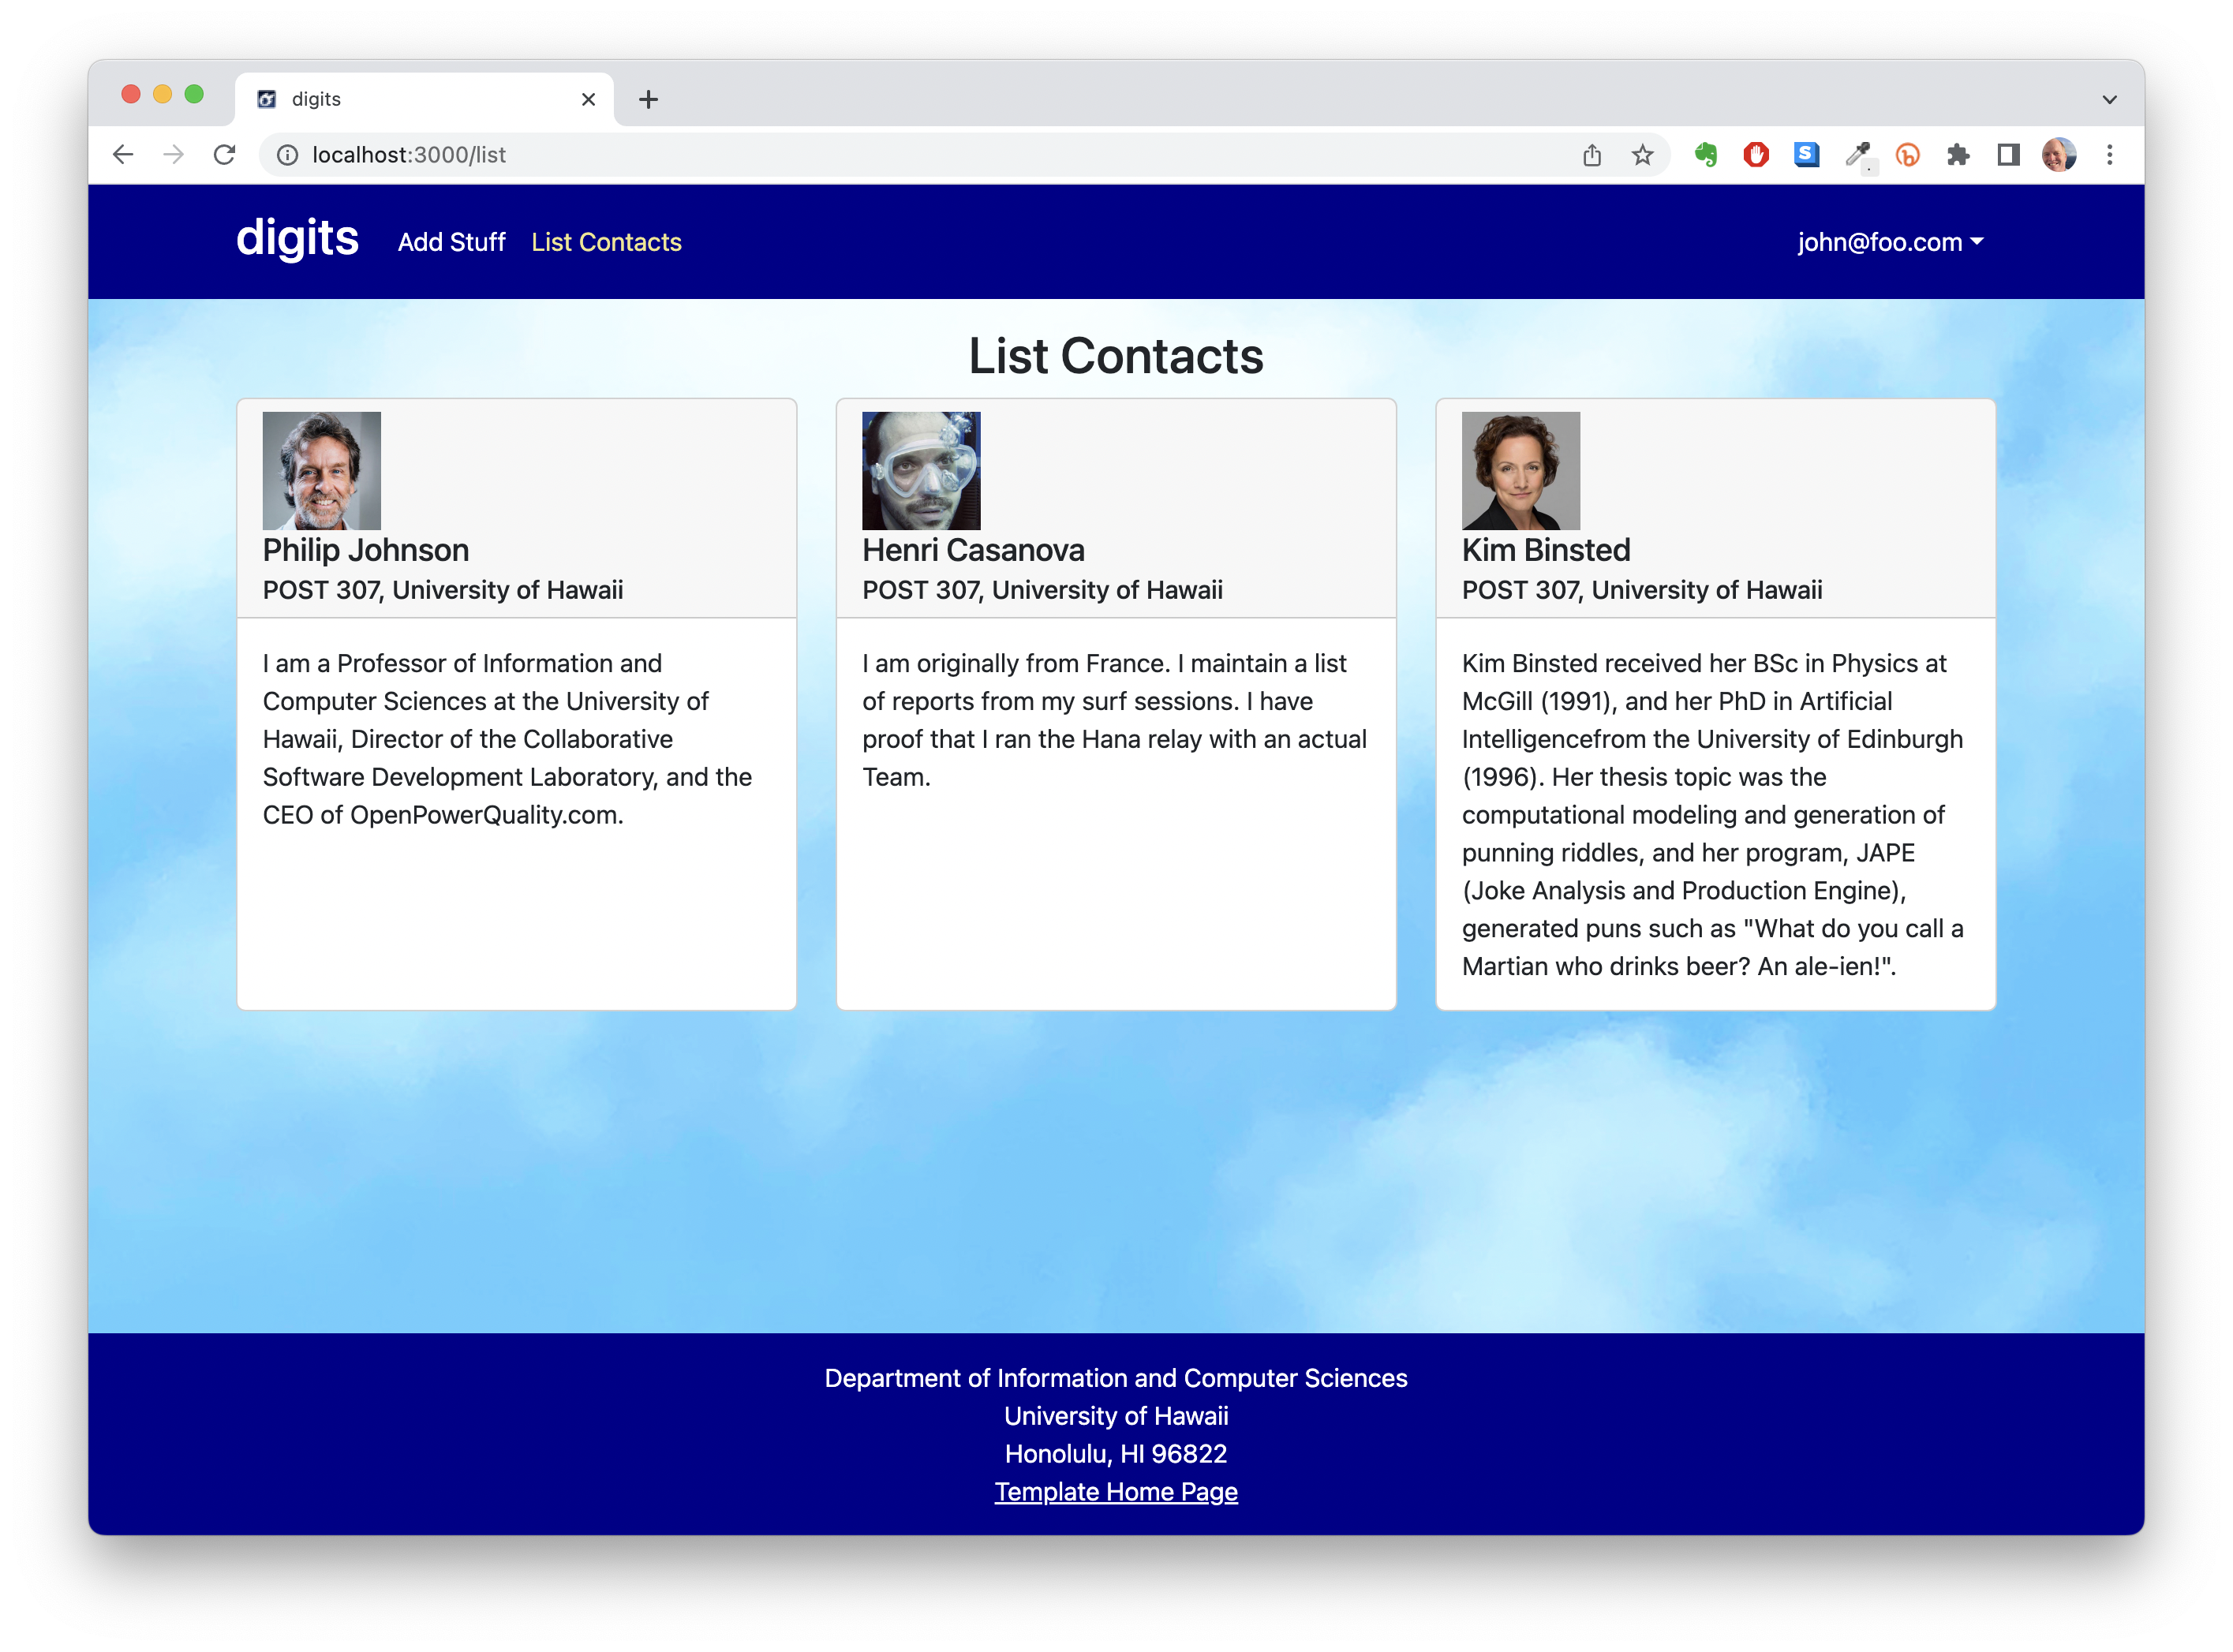 digits
localhost:3000/list
digits Add Stuff List Contacts john@foo.com
List Contacts
Philip Johnson
POST 307, University of Hawaii
I am a Professor of Information and
Computer Sciences at the University of
Hawaii, Director of the Collaborative
Software Development Laboratory, and the
CEO of OpenPowerQuality.com.
Henri Casanova
POST 307, University of Hawaii
I am originally from France. I maintain a list
of reports from my surf sessions. I have
proof that I ran the Hana relay with an actual
Team.
Kim Binsted
POST 307, University of Hawaii
Kim Binsted received her BSc in Physics at
McGill (1991), and her PhD in Artificial
Intelligencefrom the University of Edinburgh
(1996). Her thesis topic was the
computational modeling and generation of
punning riddles, and her program, JAPE
(Joke Analysis and Production Engine),
generated puns such as "What do you call a
Martian who drinks beer? An ale-ien!".
Department of Information and Computer Sciences
University of Hawaii
Honolulu, HI 96822
Template Home Page